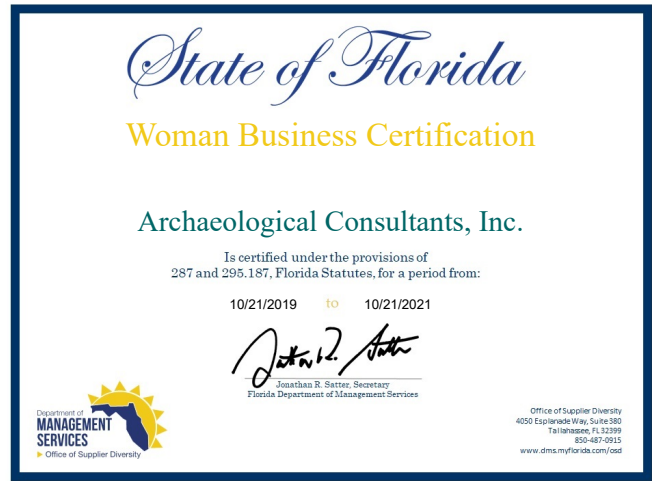 State of Florida
Woman Business Certification
Archaeological Consultants, Inc.
Is certified under the provisions of
287 and 295.187, Florida Statutes, for a period from:
10/21/2019 to 10/21/2021
Jonathan R. Satter, Secretary
Florida Department of Management Services
Department of
MANAGEMENT
SERVICES
Office of Supplier Diversity
Office of Supplier Diversity
4050 Esplanade Way, Suite 380
Tallahassee, FL 32399
850-487-0915
www.dms.myflorida.com/osd